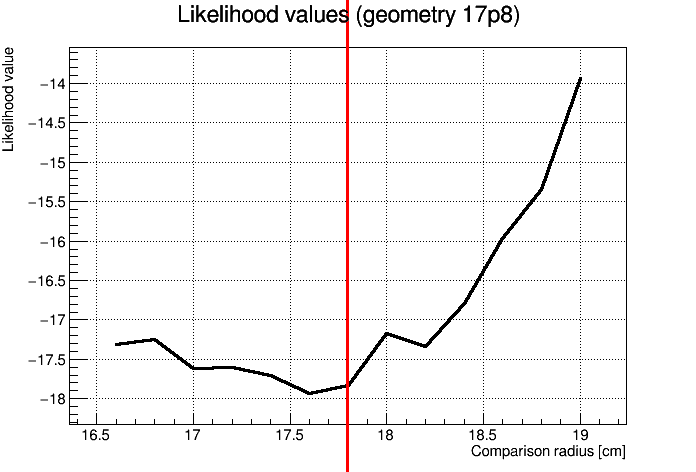 Likelihood values (geometry 17p8)
Likelihood value
−14
−14.5
−15
−15.5
−16
−16.5
−17
−17.5
−18
16.5 17 17.5 18 18.5 19
Comparison radius [cm]